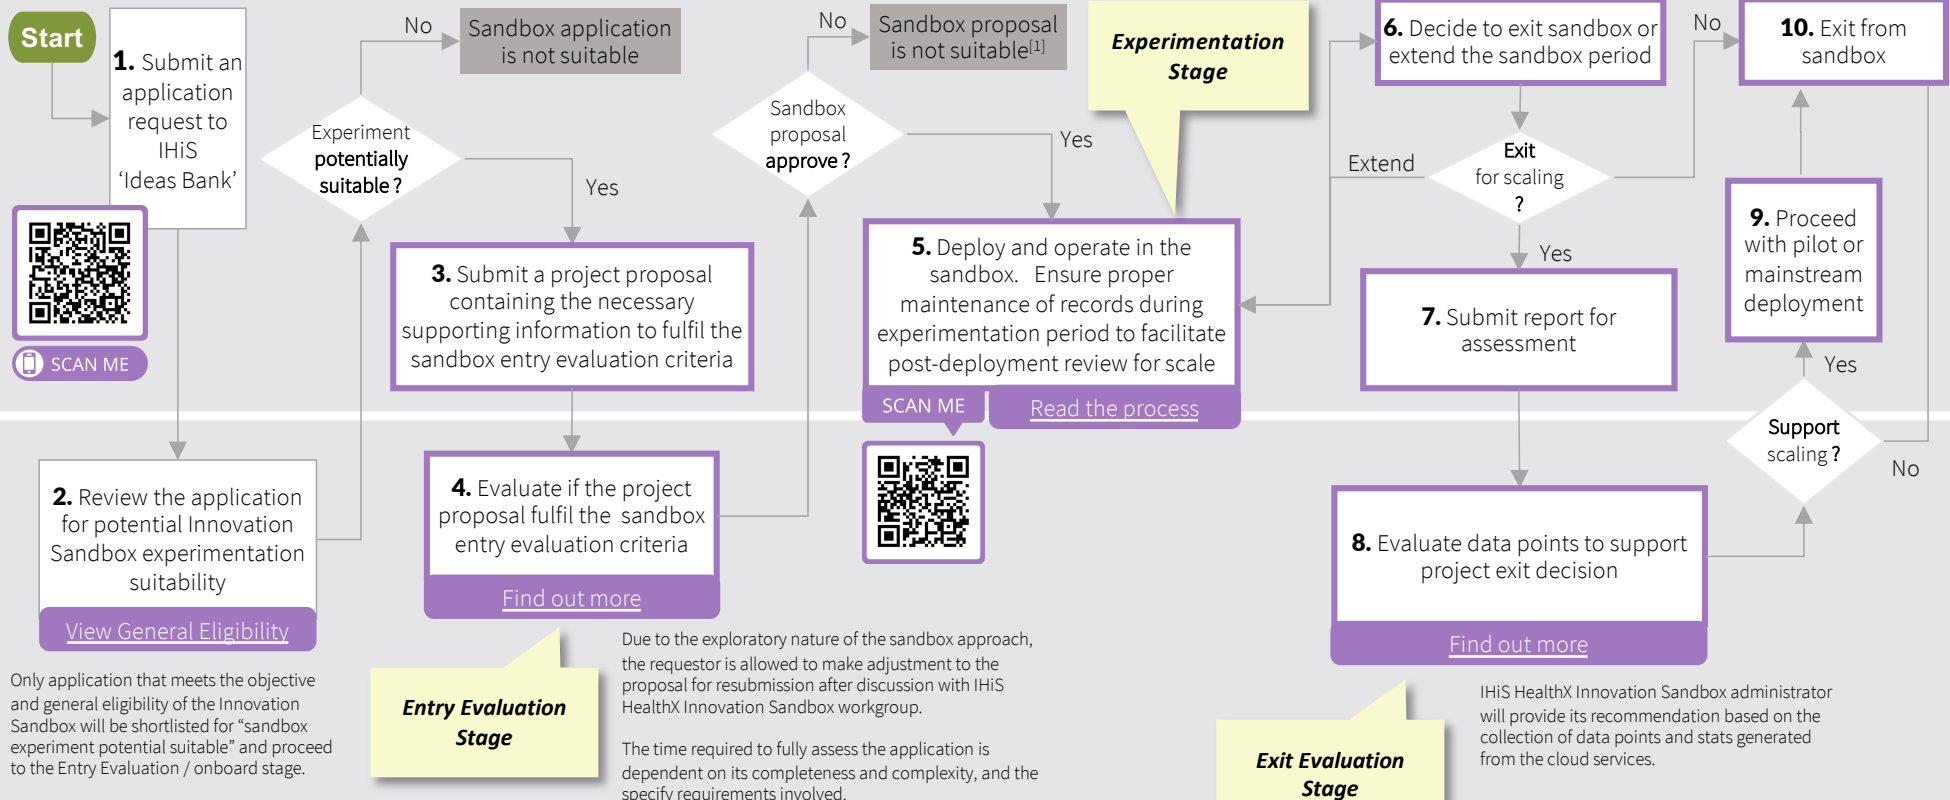 Start
1. Submit an
application
request to
IHiS
'Ideas Bank'
SCAN ME
2. Review the application
for potential Innovation
Sandbox experimentation
suitability
View General Eligibility
Only application that meets the objective
and general eligibility of the Innovation
Sandbox will be shortlisted for “sandbox
experiment potential suitable” and proceed
to the Entry Evaluation / onboard stage.
Experiment
potentially
suitable ?
No
Sandbox application
is not suitable
Yes
3. Submit a project proposal
containing the necessary
supporting information to fulfil the
sandbox entry evaluation criteria
4. Evaluate if the project
proposal fulfil the sandbox
entry evaluation criteria
Find out more
Entry Evaluation
Stage
Due to the exploratory nature of the sandbox approach,
the requestor is allowed to make adjustment to the
proposal for resubmission after discussion with IHiS
HealthX Innovation Sandbox workgroup.
The time required to fully assess the application is
dependent on its completeness and complexity, and the
specify requirements involved.
Sandbox
proposal
approve ?
No
Sandbox proposal
is not suitable[1]
Yes
Experimentation
Stage
5. Deploy and operate in the
sandbox. Ensure proper
maintenance of records during
experimentation period to facilitate
post-deployment review for scale
SCAN ME
Read the process
6. Decide to exit sandbox or
extend the sandbox period
Extend
Exit
for scaling
?
No
Yes
7. Submit report for
assessment
8. Evaluate data points to support
project exit decision
Find out more
Exit Evaluation
Stage
IHiS HealthX Innovation Sandbox administrator
will provide its recommendation based on the
collection of data points and stats generated
from the cloud services.
Support
scaling ?
Yes
No
9. Proceed
with pilot or
mainstream
deployment
10. Exit from
sandbox